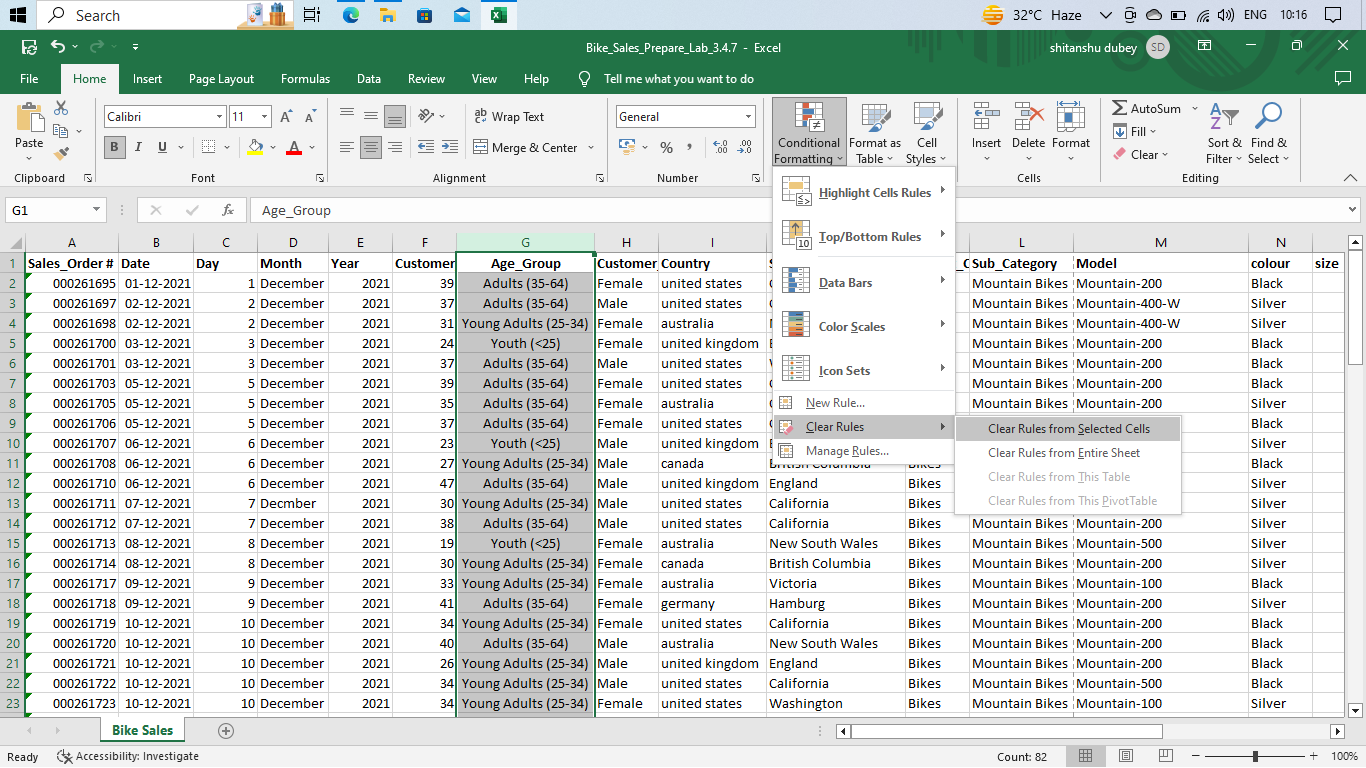 Search
32°C Haze
ENG 10:16
Bike_Sales_Prepare_Lab_3.4.7 - Excel
shitanshu dubey SD
File Home Insert Page Layout Formulas Data Review View Help Tell me what you want to do
Paste
Clipboard
Calibri 11
B I U
Font
Wrap Text
Merge & Center
Alignment
General
Number
Conditional Formatting
Format as Table
Cell Styles
Insert Delete Format
Cells
AutoSum
Fill
Clear
Sort & Filter
Find & Select
Editing
Highlight Cells Rules
Top/Bottom Rules
Data Bars
Color Scales
Icon Sets
New Rule...
Clear Rules
Manage Rules...
Clear Rules from Selected Cells
Clear Rules from Entire Sheet
Clear Rules from This Table
Clear Rules from This PivotTable
G1 fx Age_Group
A B C D E F G H I L M N
1 Sales_Order # Date Day Month Year Customer Age_Group Customer Country Sub_Category Model colour size
2 000261695 01-12-2021 1 December 2021 39 Adults (35-64) Female united states Mountain Bikes Mountain-200 Black
3 000261697 02-12-2021 2 December 2021 37 Adults (35-64) Male united states Mountain Bikes Mountain-400-W Silver
4 000261698 02-12-2021 2 December 2021 31 Young Adults (25-34) Female australia Mountain Bikes Mountain-400-W Silver
5 000261700 03-12-2021 3 December 2021 24 Youth (<25) Female united kingdom Mountain Bikes Mountain-200 Black
6 000261701 03-12-2021 3 December 2021 37 Adults (35-64) Male united states Mountain Bikes Mountain-200 Black
7 000261703 05-12-2021 5 December 2021 39 Adults (35-64) Female united states Mountain Bikes Mountain-200 Black
8 000261705 05-12-2021 5 December 2021 35 Adults (35-64) Female australia Mountain Bikes Mountain-200 Silver
9 000261706 05-12-2021 5 December 2021 37 Adults (35-64) Female united states Black
10 000261707 06-12-2021 6 December 2021 23 Youth (<25) Male united kingdom Silver
11 000261708 06-12-2021 6 December 2021 27 Young Adults (25-34) Male canada British Columbia Bikes Black
12 000261710 06-12-2021 6 December 2021 47 Adults (35-64) Male united kingdom England Bikes Silver
13 000261711 07-12-2021 7 Decmber 2021 30 Young Adults (25-34) Male united states California Bikes Silver
14 000261712 07-12-2021 7 December 2021 38 Adults (35-64) Male united states California Bikes Mountain Bikes Mountain-200 Silver
15 000261713 08-12-2021 8 December 2021 19 Youth (<25) Female australia New South Wales Bikes Mountain Bikes Mountain-500 Silver
16 000261714 08-12-2021 8 December 2021 30 Young Adults (25-34) Female canada British Columbia Bikes Mountain Bikes Mountain-200 Silver
17 000261717 09-12-2021 9 December 2021 33 Young Adults (25-34) Female australia Victoria Bikes Mountain Bikes Mountain-100 Black
18 000261718 09-12-2021 9 December 2021 41 Adults (35-64) Female germany Hamburg Bikes Mountain Bikes Mountain-200 Silver
19 000261719 10-12-2021 10 December 2021 34 Young Adults (25-34) Female united states California Bikes Mountain Bikes Mountain-200 Silver
20 000261720 10-12-2021 10 December 2021 40 Adults (35-64) Male australia New South Wales Bikes Mountain Bikes Mountain-200 Black
21 000261721 10-12-2021 10 December 2021 26 Young Adults (25-34) Male united kingdom England Bikes Mountain Bikes Mountain-200 Black
22 000261722 10-12-2021 10 December 2021 34 Young Adults (25-34) Male united states California Bikes Mountain Bikes Mountain-500 Black
23 000261723 10-12-2021 10 December 2021 34 Young Adults (25-34) Female united states Washington Bikes Mountain Bikes Mountain-100 Silver
Bike Sales
Ready Accessibility: Investigate Count: 82 100%